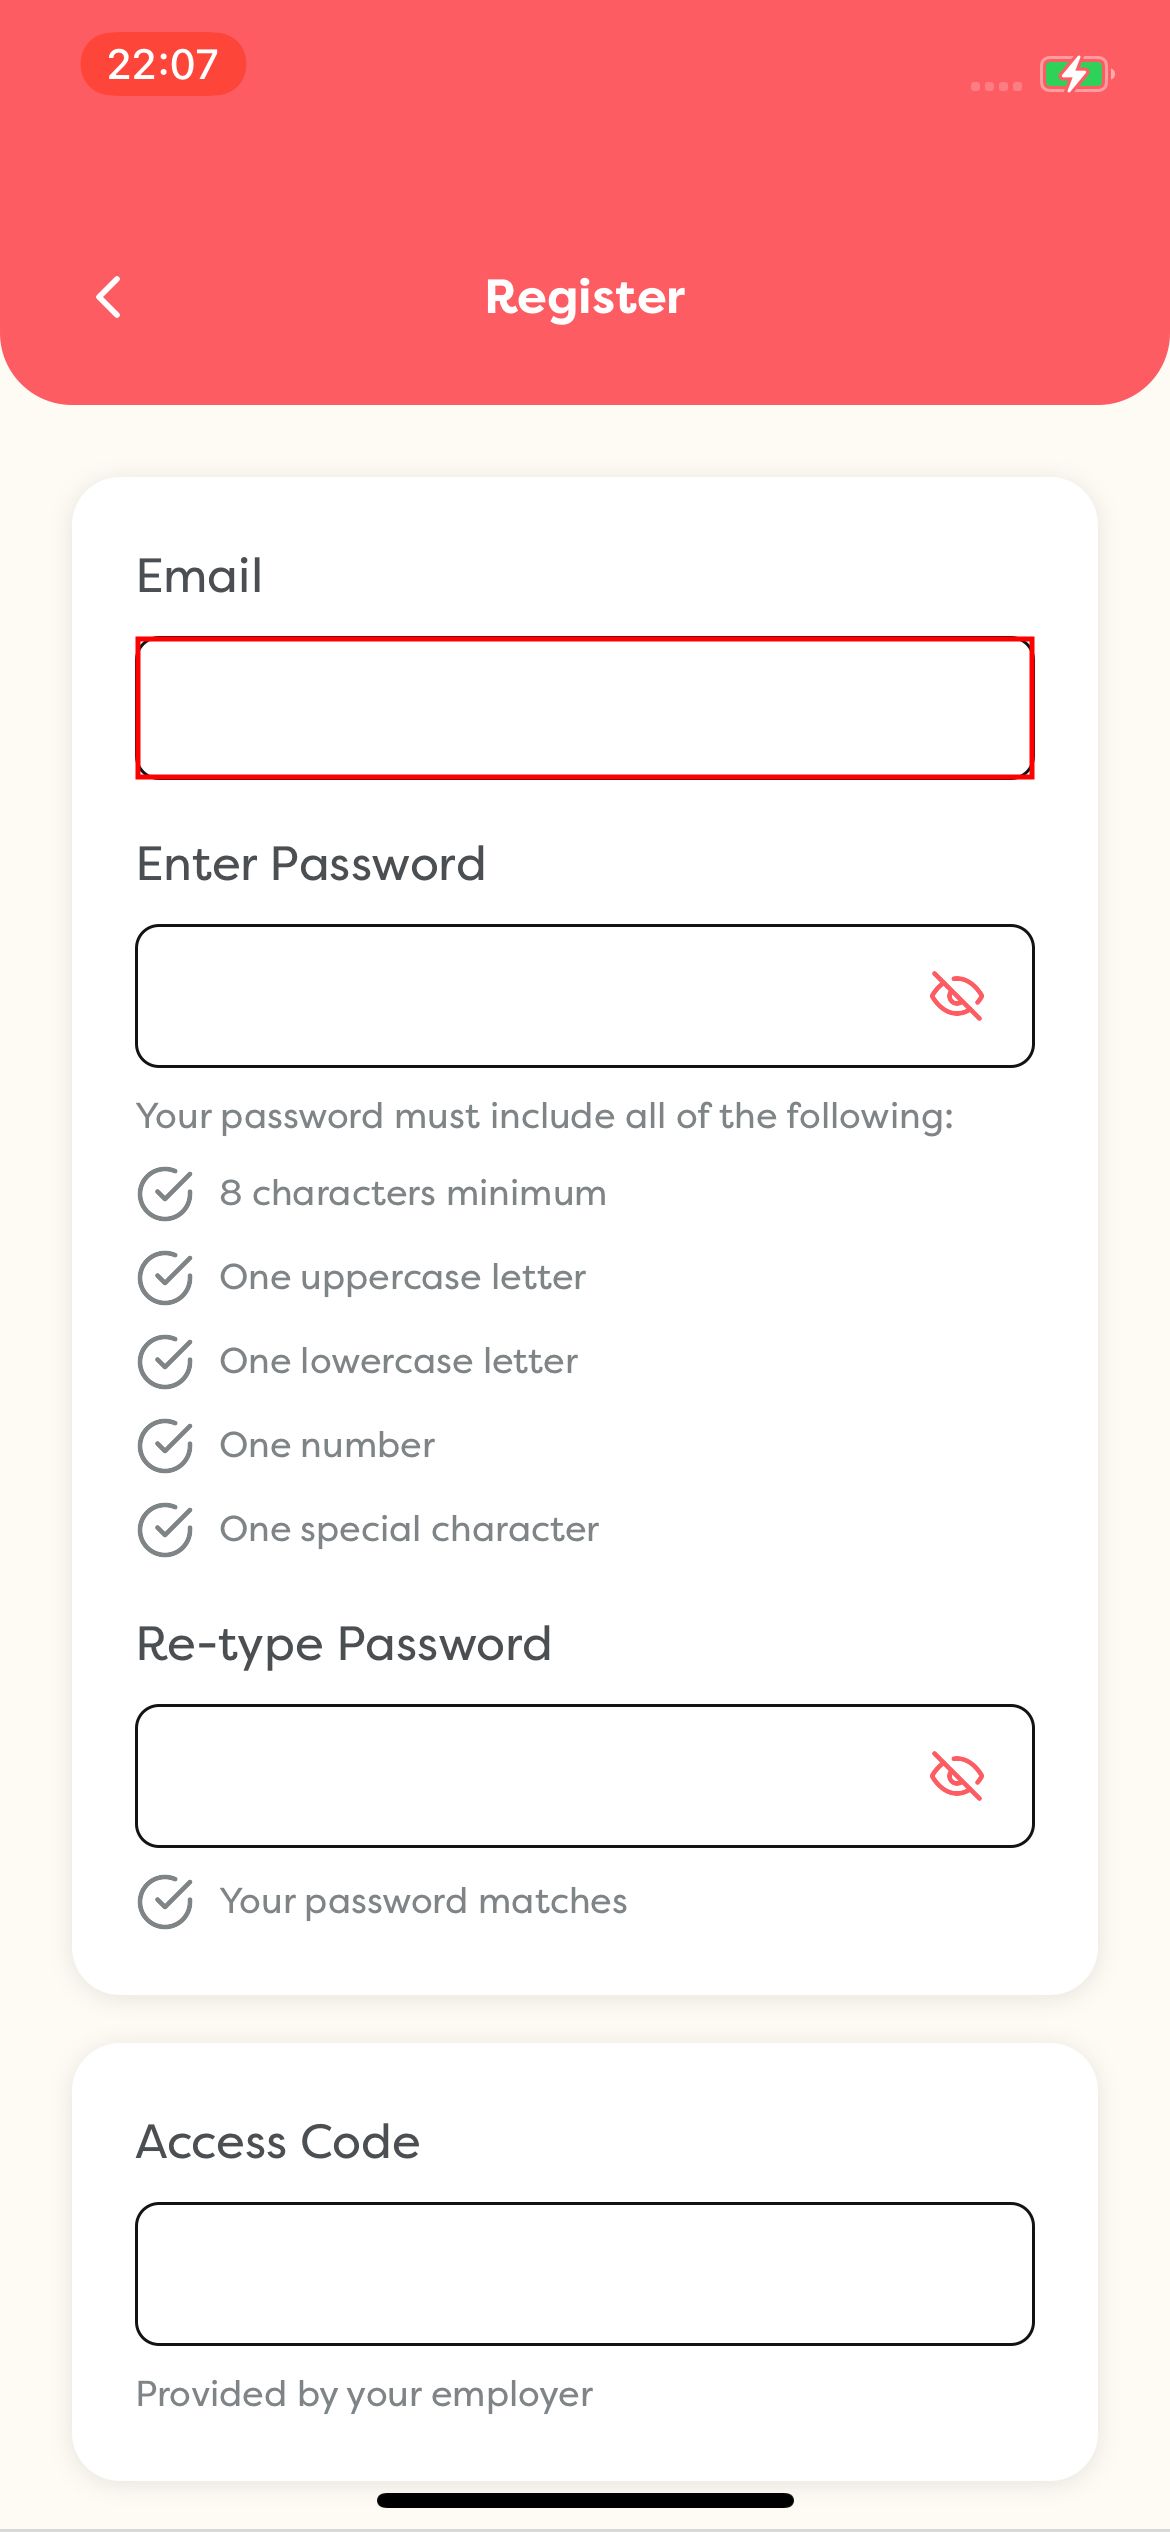 22:07
Register
Email
Enter Password
Your password must include all of the following:
8 characters minimum
One uppercase letter
One lowercase letter
One number
One special character
Re-type Password
Your password matches
Access Code
Provided by your employer